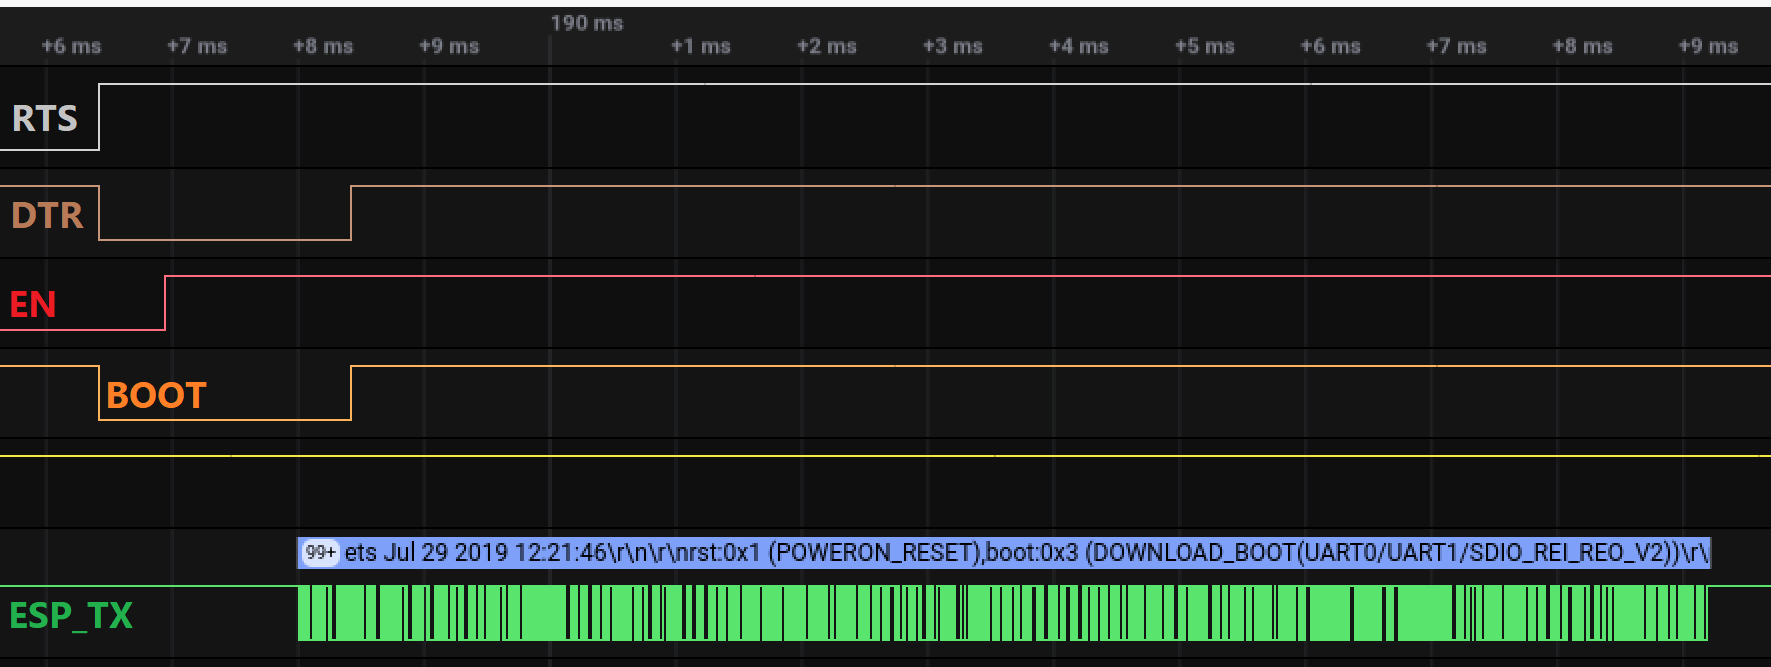 190 ms
+6 ms +7 ms +8 ms +9 ms +1 ms +2 ms +3 ms +4 ms +5 ms +6 ms +7 ms +8 ms +9 ms
RTS
DTR
EN
BOOT
99+ ets Jul 29 2019 12:21:46\r\n\r\nrst:0x1 (POWERON_RESET),boot:0x3 (DOWNLOAD_BOOT(UART0/UART1/SDIO_REI_REO_V2))\r\
ESP_TX